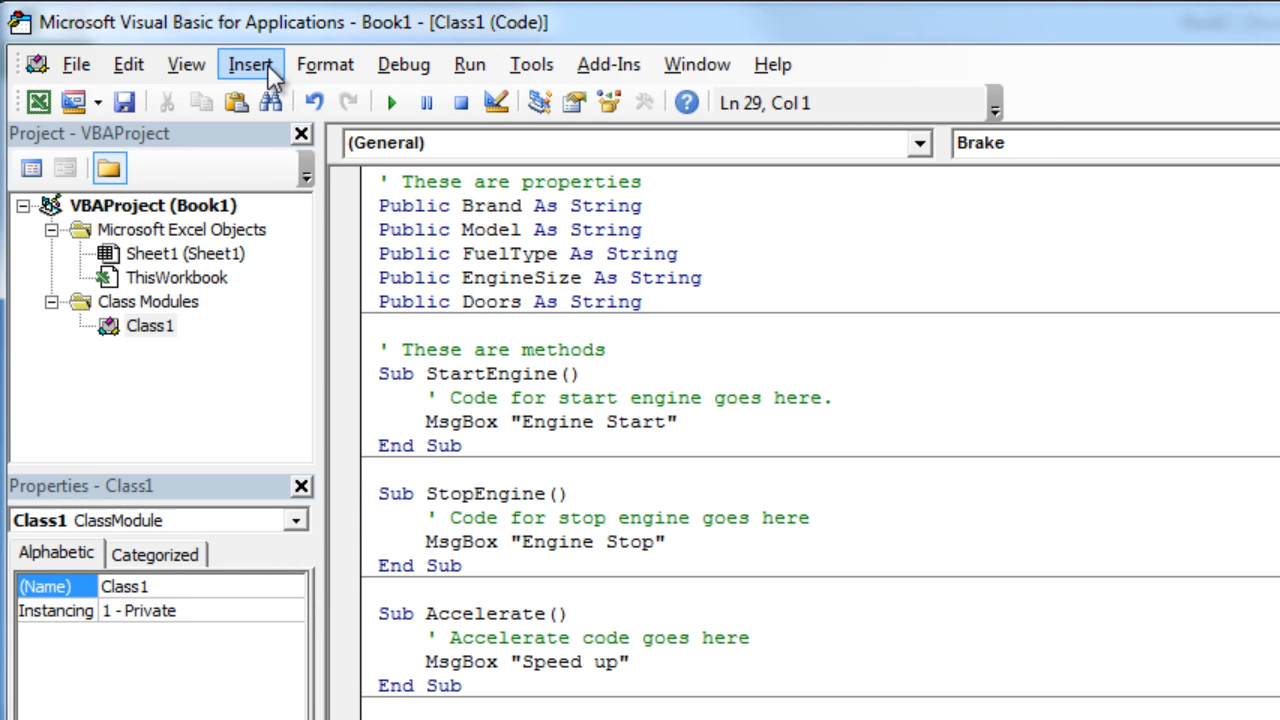 Microsoft Visual Basic for Applications - Book1 - [Class1 (Code)]
File Edit View Insert Format Debug Run Tools Add-Ins Window Help
Ln 29, Col 1
Project - VBAProject
VBAProject (Book1)
Microsoft Excel Objects
Sheet1 (Sheet1)
ThisWorkbook
Class Modules
Class1
Properties - Class1
Class1 ClassModule
Alphabetic Categorized
(Name) Class1
Instancing 1 - Private
(General) Brake
' These are properties
Public Brand As String
Public Model As String
Public FuelType As String
Public EngineSize As String
Public Doors As String
' These are methods
Sub StartEngine()
' Code for start engine goes here.
MsgBox "Engine Start"
End Sub
Sub StopEngine()
' Code for stop engine goes here
MsgBox "Engine Stop"
End Sub
Sub Accelerate()
' Accelerate code goes here
MsgBox "Speed up"
End Sub